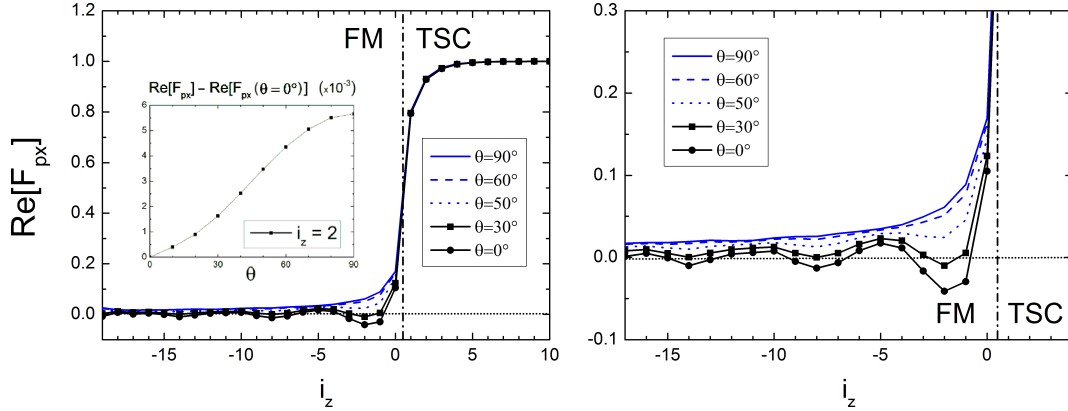 FM TSC
Re[F_px] − Re[F_px (θ = 0°)] (×10⁻³)
6
5
4
3
2
1
0
0 30 60 90
θ
i_z = 2
θ=90°
θ=60°
θ=50°
θ=30°
θ=0°
1.2
1.0
0.8
0.6
0.4
0.2
0.0
Re[F_px]
-15 -10 -5 0 5 10
i_z
0.3
0.2
0.1
0.0
-0.1
θ=90°
θ=60°
θ=50°
θ=30°
θ=0°
FM TSC
-15 -10 -5 0
i_z